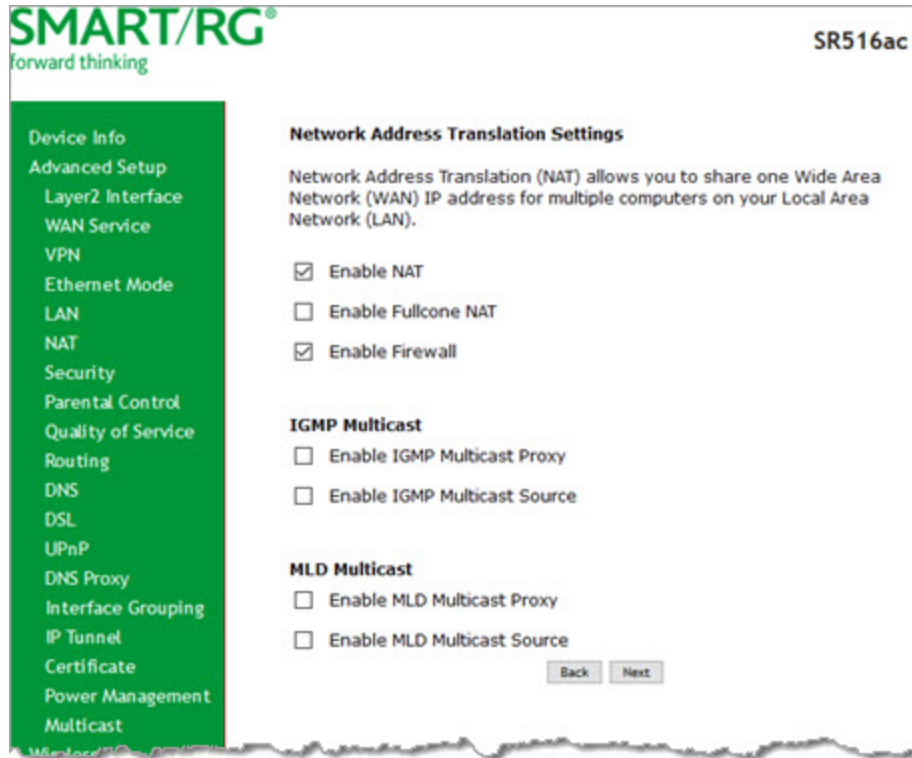 SMART/RG®
forward thinking
SR516ac
Device Info
Advanced Setup
Layer2 Interface
WAN Service
VPN
Ethernet Mode
LAN
NAT
Security
Parental Control
Quality of Service
Routing
DNS
DSL
UPnP
DNS Proxy
Interface Grouping
IP Tunnel
Certificate
Power Management
Multicast
Wireless
Network Address Translation Settings
Network Address Translation (NAT) allows you to share one Wide Area
Network (WAN) IP address for multiple computers on your Local Area
Network (LAN).
Enable NAT
Enable Fullcone NAT
Enable Firewall
IGMP Multicast
Enable IGMP Multicast Proxy
Enable IGMP Multicast Source
MLD Multicast
Enable MLD Multicast Proxy
Enable MLD Multicast Source
Back Next